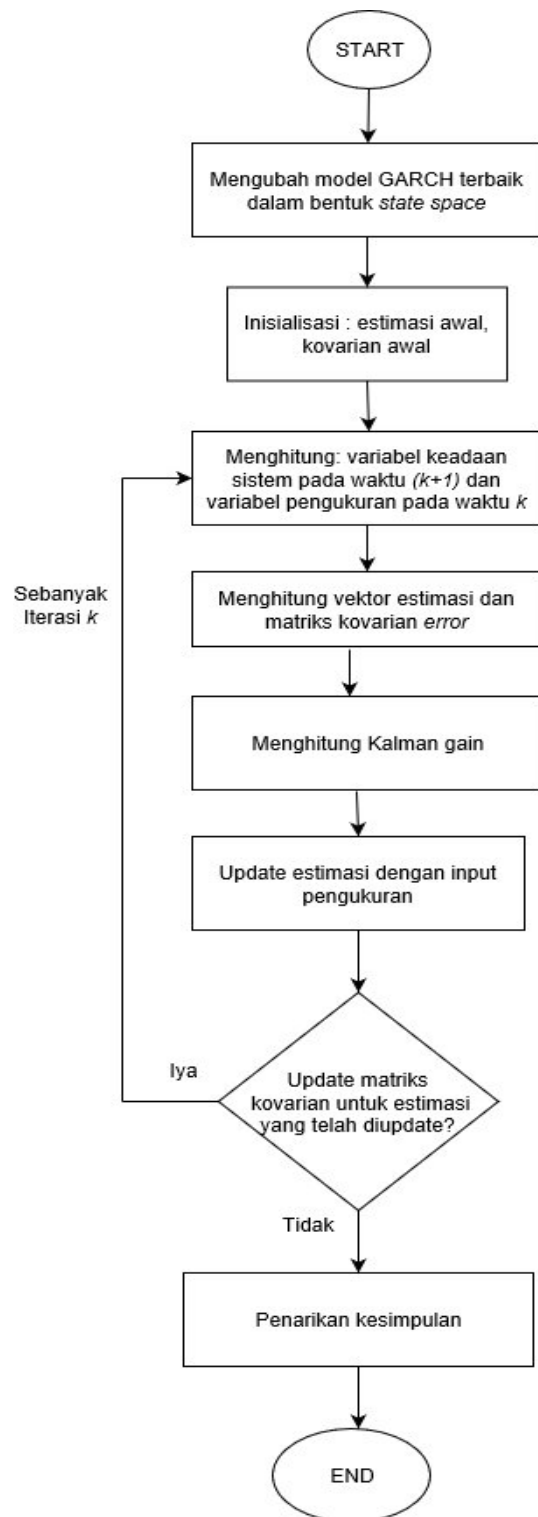 START
Mengubah model GARCH terbaik
dalam bentuk state space
Inisialisasi : estimasi awal,
kovarian awal
Menghitung: variabel keadaan
sistem pada waktu (k+1) dan
variabel pengukuran pada waktu k
Sebanyak
Iterasi k
Menghitung vektor estimasi dan
matriks kovarian error
Menghitung Kalman gain
Update estimasi dengan input
pengukuran
Iya
Update matriks
kovarian untuk estimasi
yang telah diupdate?
Tidak
Penarikan kesimpulan
END